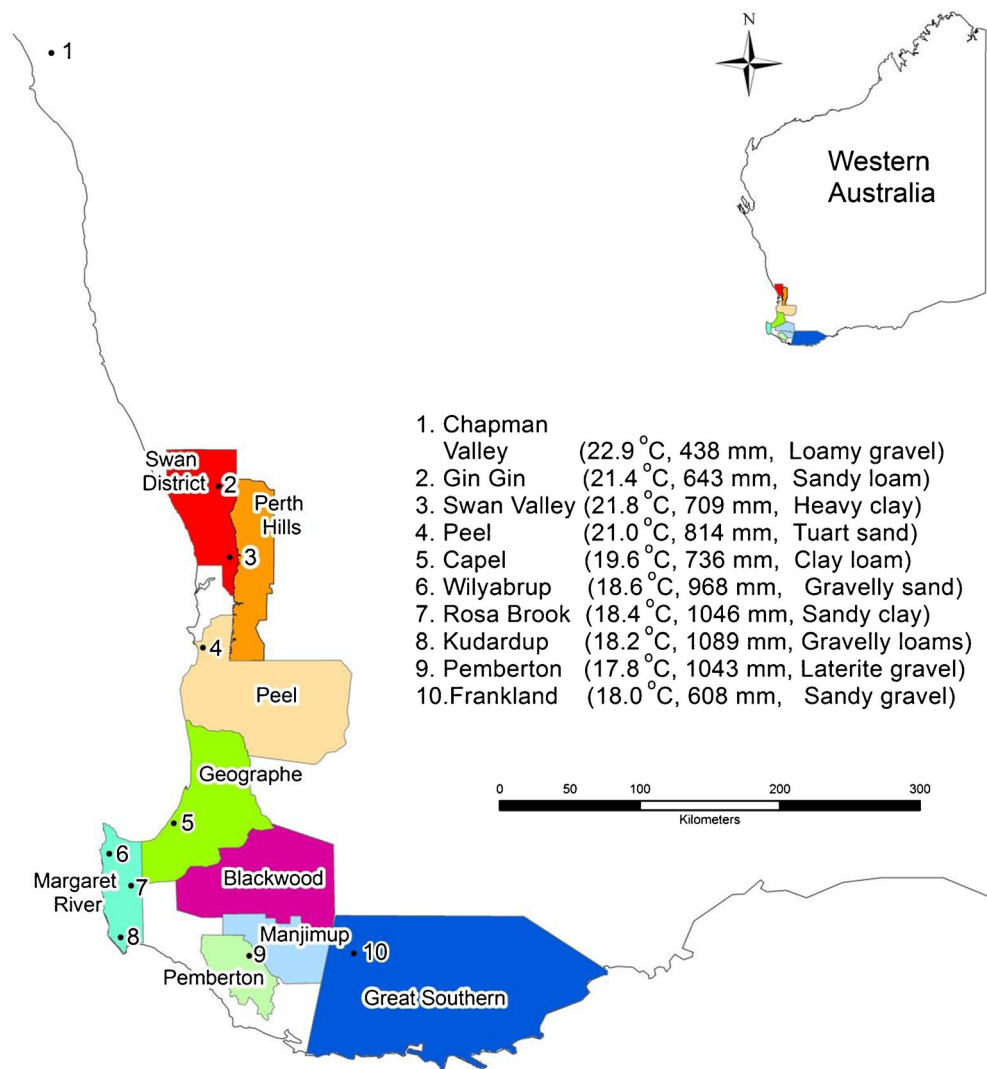 1
N
Western
Australia
1. Chapman
Valley (22.9 °C, 438 mm, Loamy gravel)
2. Gin Gin (21.4 °C, 643 mm, Sandy loam)
3. Swan Valley (21.8 °C, 709 mm, Heavy clay)
4. Peel (21.0 °C, 814 mm, Tuart sand)
5. Capel (19.6 °C, 736 mm, Clay loam)
6. Wilyabrup (18.6 °C, 968 mm, Gravelly sand)
7. Rosa Brook (18.4 °C, 1046 mm, Sandy clay)
8. Kudardup (18.2 °C, 1089 mm, Gravelly loams)
9. Pemberton (17.8 °C, 1043 mm, Laterite gravel)
10.Frankland (18.0 °C, 608 mm, Sandy gravel)
Swan
District
2
Perth
Hills
3
4
Peel
Geographe
0 50 100 200 300
Kilometers
5
6
Margaret
River
7
Blackwood
8
Manjimup
9
10
Pemberton
Great Southern